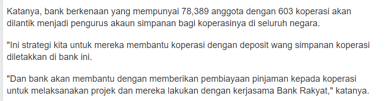 Katanya, bank berkenaan yang mempunyai 78,389 anggota dengan 603 koperasi akan
dilantik menjadi pengurus akaun simpanan bagi koperasinya di seluruh negara.
"Ini strategi kita untuk mereka membantu koperasi dengan deposit wang simpanan koperasi
diletakkan di bank ini.
"Dan bank akan membantu dengan memberikan pembiayaan pinjaman kepada koperasi
untuk melaksanakan projek dan mereka lakukan dengan kerjasama Bank Rakyat," katanya.